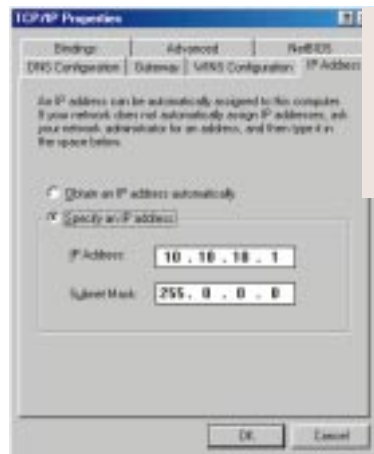 TCP/IP Properties
Bindings Advanced NetBIOS
DNS Configuration Gateway WINS Configuration IP Address
An IP address can be automatically assigned to this computer.
If your network does not automatically assign IP addresses, ask
your network administrator for an address, and then type it in
the space below.
Obtain an IP address automatically
Specify an IP address:
IP Address: 10 . 10 . 10 . 1
Subnet Mask: 255 . 0 . 0 . 0
OK Cancel